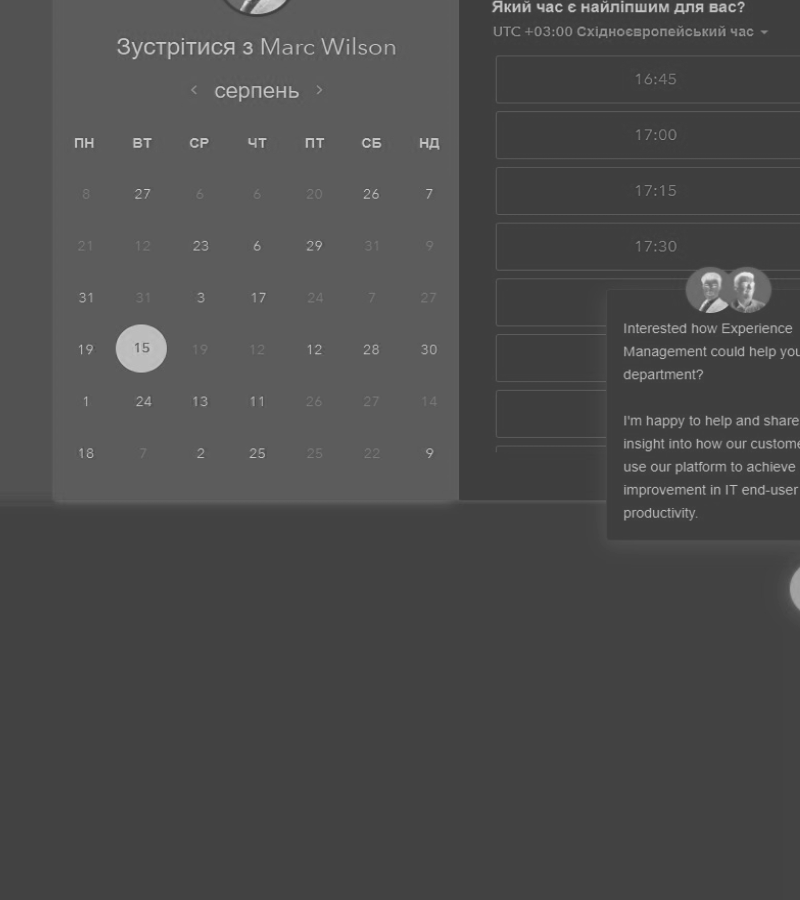 Зустрітися з Marc Wilson
‹ серпень ›
ПН ВТ СР ЧТ ПТ СБ НД
8 27 6 6 20 26 7
21 12 23 6 29 31 9
31 31 3 17 24 7 27
19 15 19 12 12 28 30
1 24 13 11 26 27 14
18 7 2 25 25 22 9
Який час є найліпшим для вас?
UTC +03:00 Східноєвропейський час
16:45
17:00
17:15
17:30
Interested how Experience
Management could help you
department?
I'm happy to help and share
insight into how our custome
use our platform to achieve
improvement in IT end-user
productivity.